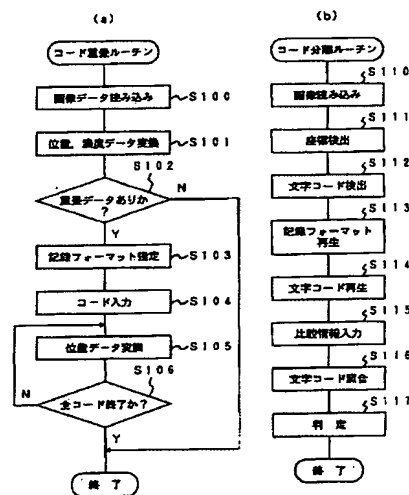 (a)
コード重畳ルーチン
画像データ読み込み
S100
位置、濃度データ変換
S101
S102
重畳データありか
?
N
Y
記録フォーマット指定
S103
コード入力
S104
位置データ変換
S105
S106
全コード終了か?
N
Y
終了
(b)
コード分離ルーチン
S110
画像読み込み
S111
座標検出
S112
文字コード検出
S113
記録フォーマット
再生
S114
文字コード再生
S115
比較情報入力
S116
文字コード照合
S117
判定
終了